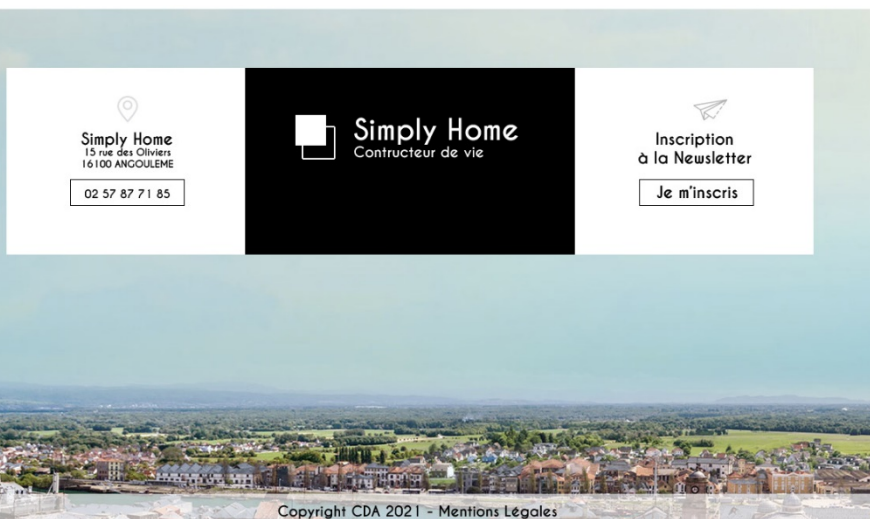 Simply Home
15 rue des Oliviers
16100 ANGOULEME
02 57 87 71 85
Simply Home
Contructeur de vie
Inscription
à la Newsletter
Je m'inscris
Copyright CDA 2021 - Mentions Légales